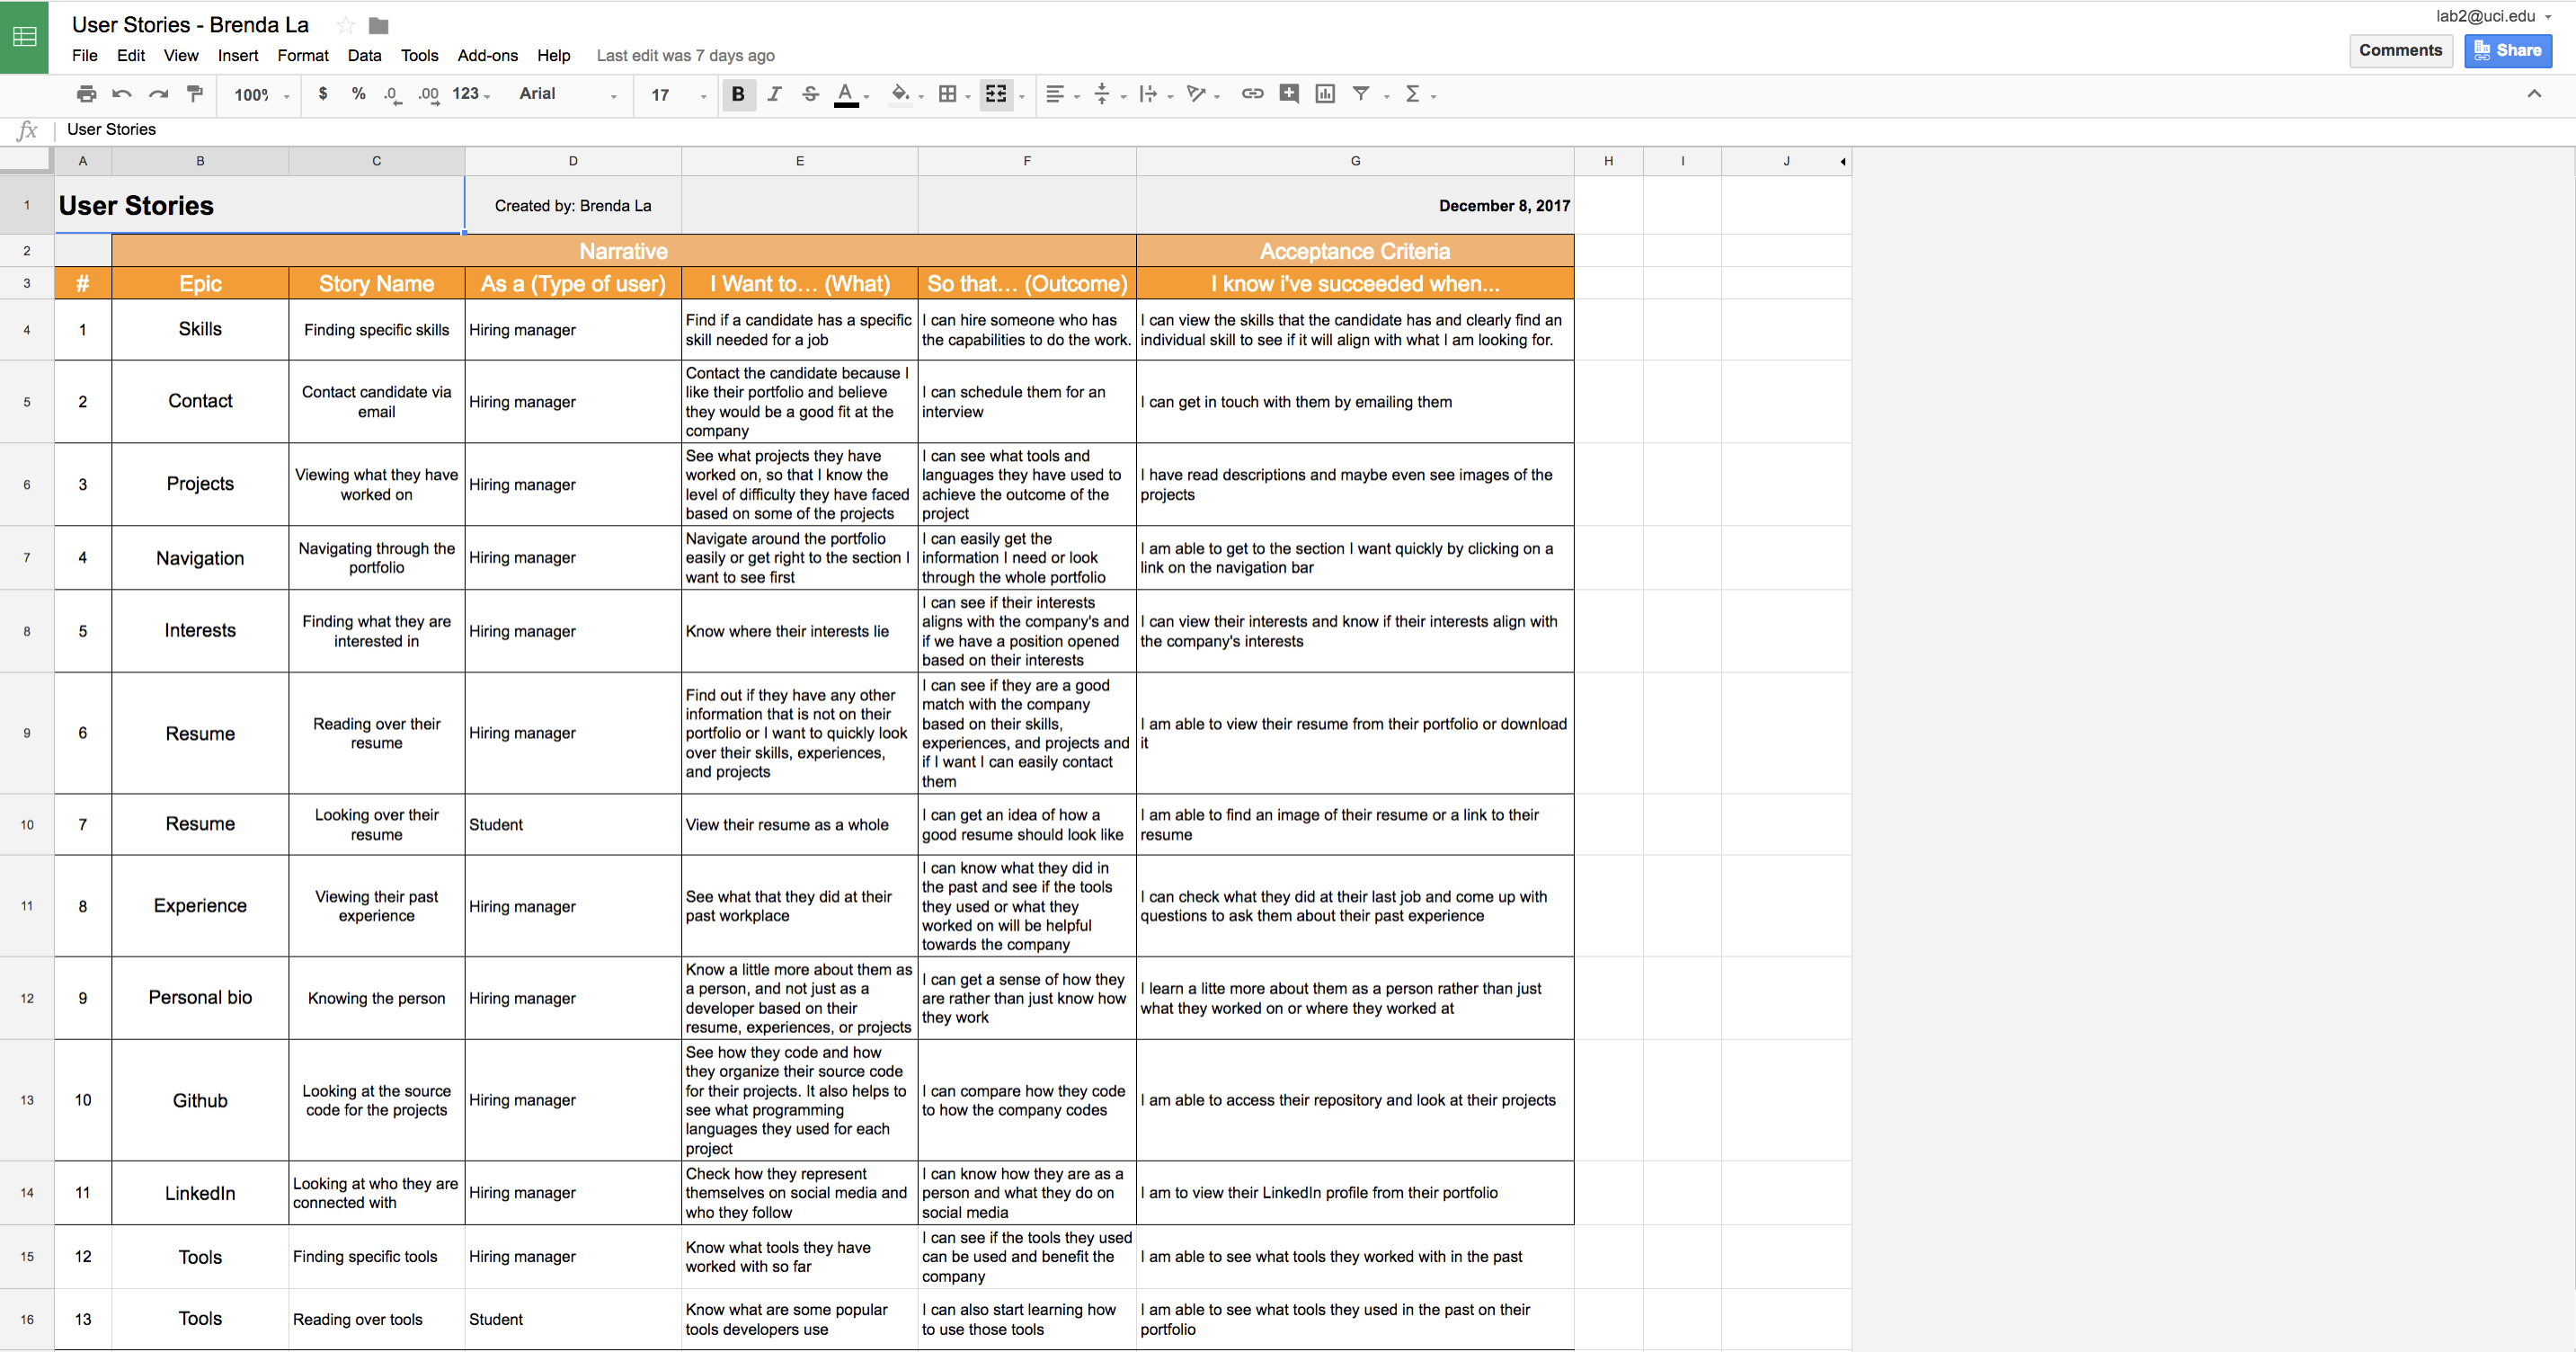 User Stories - Brenda La
lab2@uci.edu
File Edit View Insert Format Data Tools Add-ons Help Last edit was 7 days ago
Comments Share
100% $ % .0 .00 123 Arial 17 B I S A Σ
fx User Stories
A B C D E F G H I J
1 User Stories Created by: Brenda La December 8, 2017
2 Narrative Acceptance Criteria
3 # Epic Story Name As a (Type of user) I Want to… (What) So that… (Outcome) I know i've succeeded when...
4 1 Skills Finding specific skills Hiring manager
Find if a candidate has a specific
skill needed for a job
I can hire someone who has
the capabilities to do the work.
I can view the skills that the candidate has and clearly find an
individual skill to see if it will align with what I am looking for.
5 2 Contact
Contact candidate via
email
Hiring manager
Contact the candidate because I
like their portfolio and believe
they would be a good fit at the
company
I can schedule them for an
interview
I can get in touch with them by emailing them
6 3 Projects
Viewing what they have
worked on
Hiring manager
See what projects they have
worked on, so that I know the
level of difficulty they have faced
based on some of the projects
I can see what tools and
languages they have used to
achieve the outcome of the
project
I have read descriptions and maybe even see images of the
projects
7 4 Navigation
Navigating through the
portfolio
Hiring manager
Navigate around the portfolio
easily or get right to the section I
want to see first
I can easily get the
information I need or look
through the whole portfolio
I am able to get to the section I want quickly by clicking on a
link on the navigation bar
8 5 Interests
Finding what they are
interested in
Hiring manager
Know where their interests lie
I can see if their interests
aligns with the company's and
if we have a position opened
based on their interests
I can view their interests and know if their interests align with
the company's interests
9 6 Resume
Reading over their
resume
Hiring manager
Find out if they have any other
information that is not on their
portfolio or I want to quickly look
over their skills, experiences,
and projects
I can see if they are a good
match with the company
based on their skills,
experiences, and projects and
if I want I can easily contact
them
I am able to view their resume from their portfolio or download
it
10 7 Resume
Looking over their
resume
Student
View their resume as a whole
I can get an idea of how a
good resume should look like
I am able to find an image of their resume or a link to their
resume
11 8 Experience
Viewing their past
experience
Hiring manager
See what that they did at their
past workplace
I can know what they did in
the past and see if the tools
they used or what they
worked on will be helpful
towards the company
I can check what they did at their last job and come up with
questions to ask them about their past experience
12 9 Personal bio
Knowing the person
Hiring manager
Know a little more about them as
a person, and not just as a
developer based on their
resume, experiences, or projects
I can get a sense of how they
are rather than just know how
they work
I learn a litte more about them as a person rather than just
what they worked on or where they worked at
13 10 Github
Looking at the source
code for the projects
Hiring manager
See how they code and how
they organize their source code
for their projects. It also helps to
see what programming
languages they used for each
project
I can compare how they code
to how the company codes
I am able to access their repository and look at their projects
14 11 LinkedIn
Looking at who they are
connected with
Hiring manager
Check how they represent
themselves on social media and
who they follow
I can know how they are as a
person and what they do on
social media
I am to view their LinkedIn profile from their portfolio
15 12 Tools
Finding specific tools
Hiring manager
Know what tools they have
worked with so far
I can see if the tools they used
can be used and benefit the
company
I am able to see what tools they worked with in the past
16 13 Tools
Reading over tools
Student
Know what are some popular
tools developers use
I can also start learning how
to use those tools
I am able to see what tools they used in the past on their
portfolio